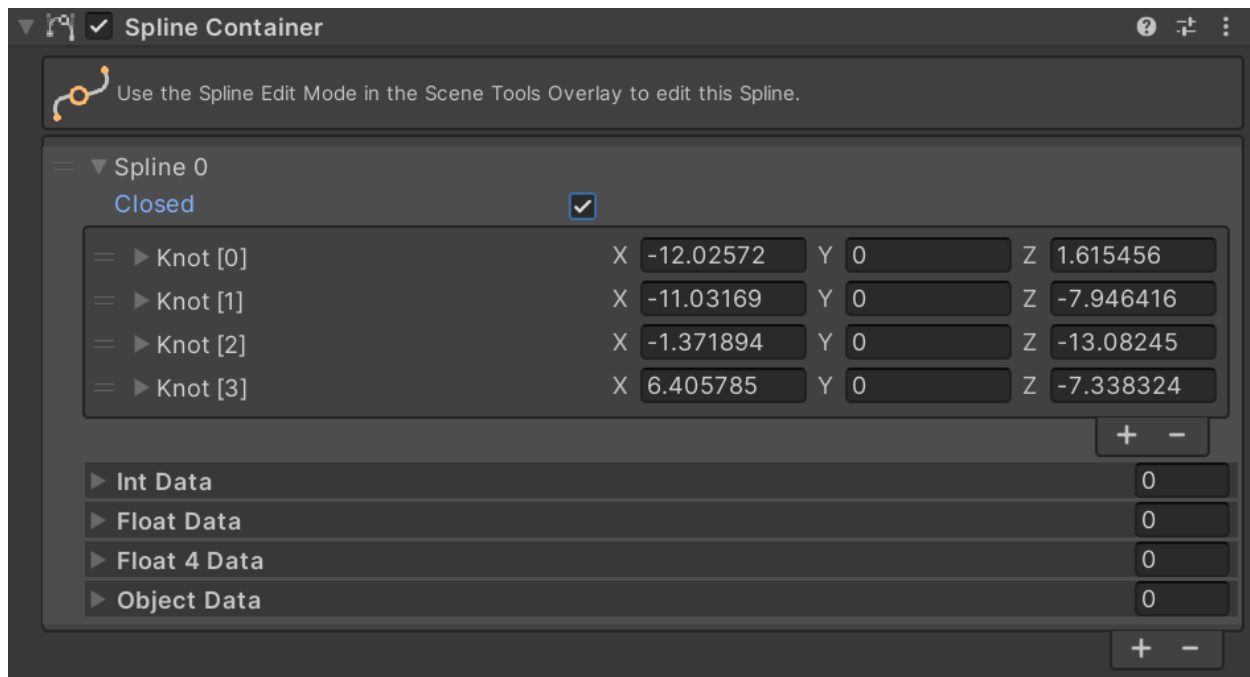 Spline Container
Use the Spline Edit Mode in the Scene Tools Overlay to edit this Spline.
Spline 0
Closed
Knot [0] X -12.02572 Y 0 Z 1.615456
Knot [1] X -11.03169 Y 0 Z -7.946416
Knot [2] X -1.371894 Y 0 Z -13.08245
Knot [3] X 6.405785 Y 0 Z -7.338324
+ -
Int Data 0
Float Data 0
Float 4 Data 0
Object Data 0
+ -